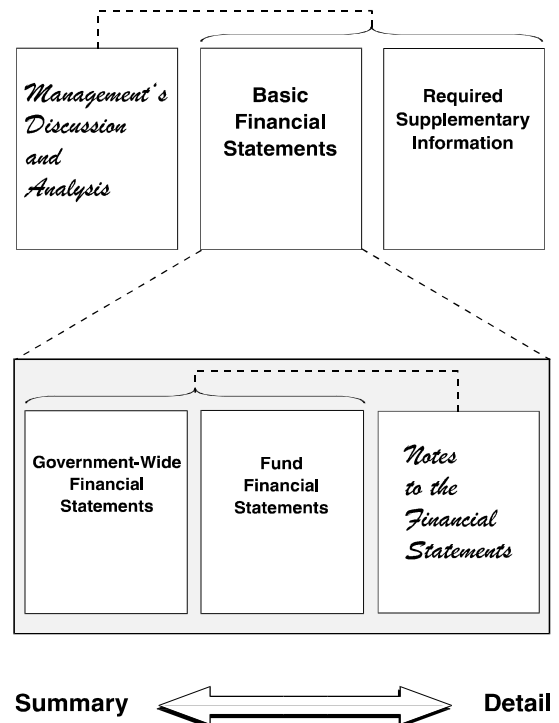 Management's
Discussion
and
Analysis
Basic
Financial
Statements
Required
Supplementary
Information
Government-Wide
Financial
Statements
Fund
Financial
Statements
Notes
to the
Financial
Statements
Summary
Detail